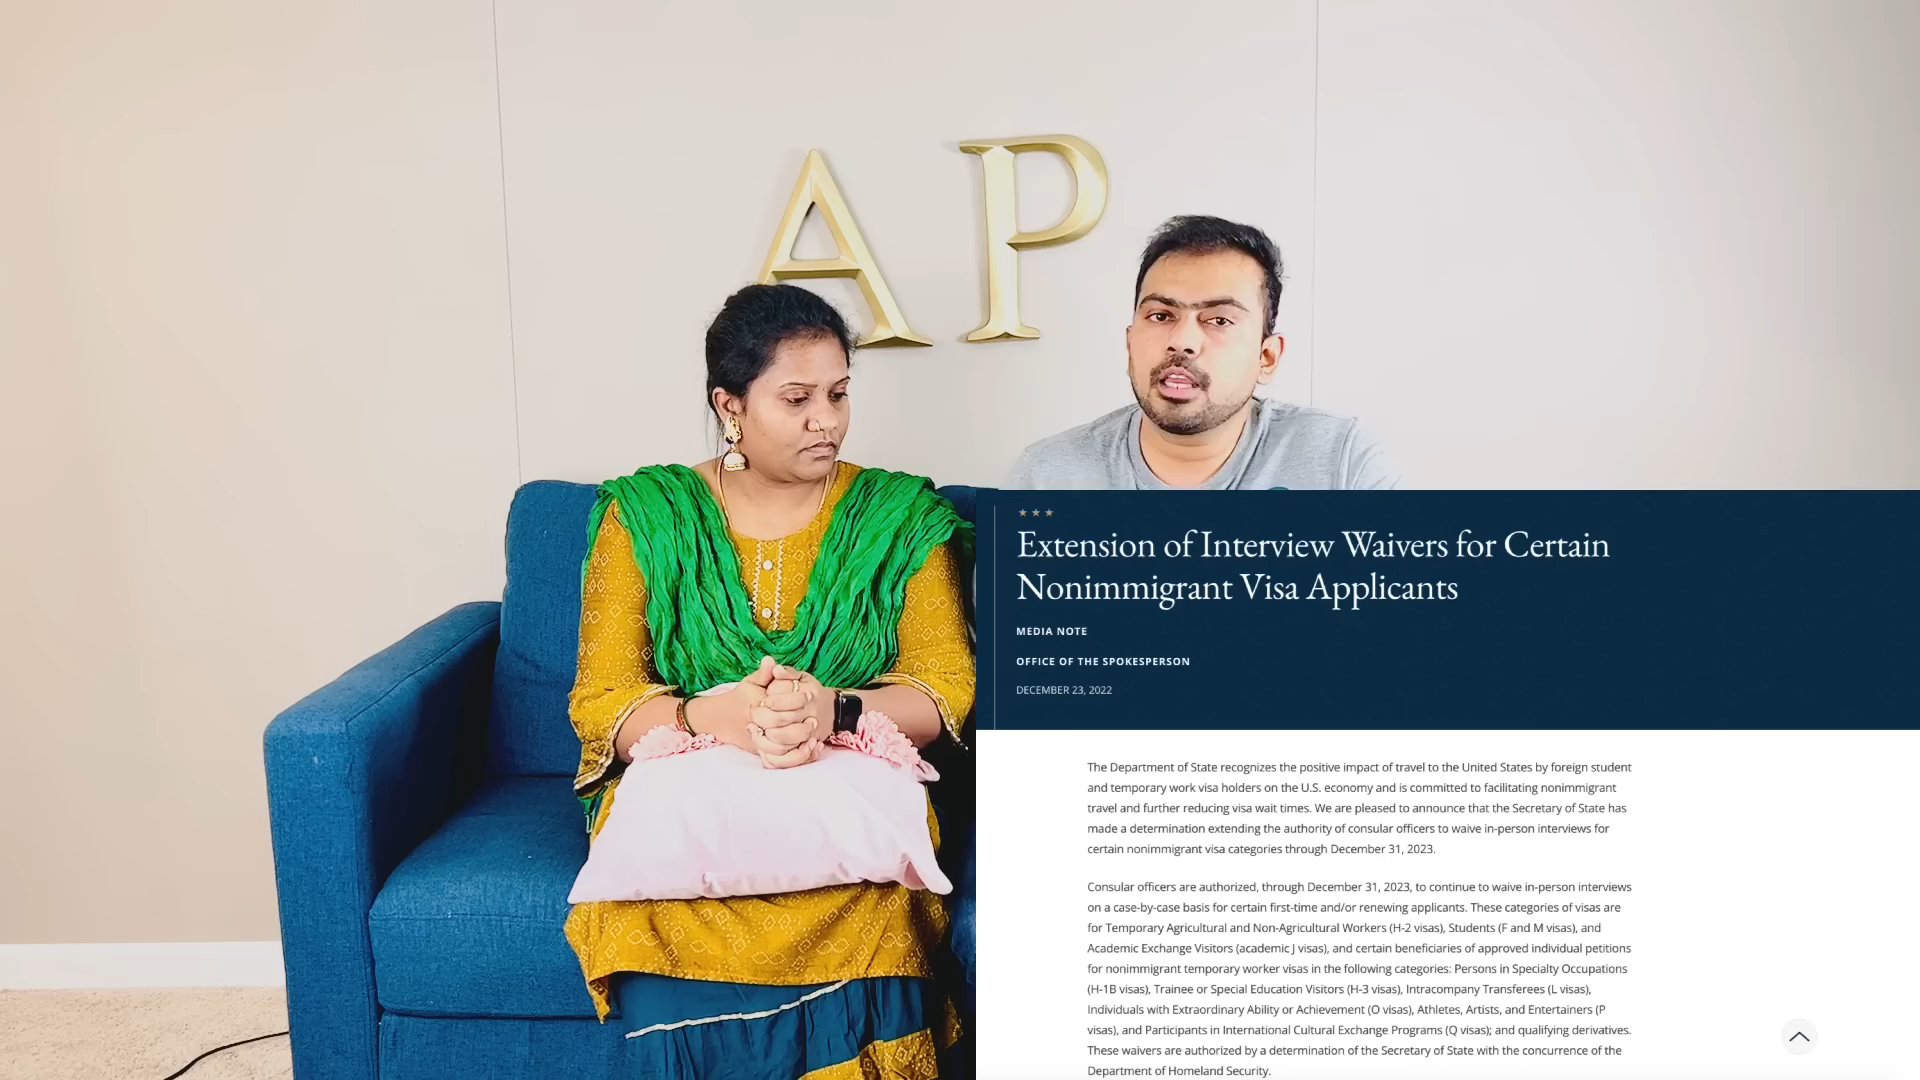 A P
Extension of Interview Waivers for Certain
Nonimmigrant Visa Applicants
MEDIA NOTE
OFFICE OF THE SPOKESPERSON
DECEMBER 23, 2022
The Department of State recognizes the positive impact of travel to the United States by foreign student
and temporary work visa holders on the U.S. economy and is committed to facilitating nonimmigrant
travel and further reducing visa wait times. We are pleased to announce that the Secretary of State has
made a determination extending the authority of consular officers to waive in-person interviews for
certain nonimmigrant visa categories through December 31, 2023.
Consular officers are authorized, through December 31, 2023, to continue to waive in-person interviews
on a case-by-case basis for certain first-time and/or renewing applicants. These categories of visas are
for Temporary Agricultural and Non-Agricultural Workers (H-2 visas), Students (F and M visas), and
Academic Exchange Visitors (academic J visas), and certain beneficiaries of approved individual petitions
for nonimmigrant temporary worker visas in the following categories: Persons in Specialty Occupations
(H-1B visas), Trainee or Special Education Visitors (H-3 visas), Intracompany Transferees (L visas),
Individuals with Extraordinary Ability or Achievement (O visas), Athletes, Artists, and Entertainers (P
visas), and Participants in International Cultural Exchange Programs (Q visas); and qualifying derivatives.
These waivers are authorized by a determination of the Secretary of State with the concurrence of the
Department of Homeland Security.